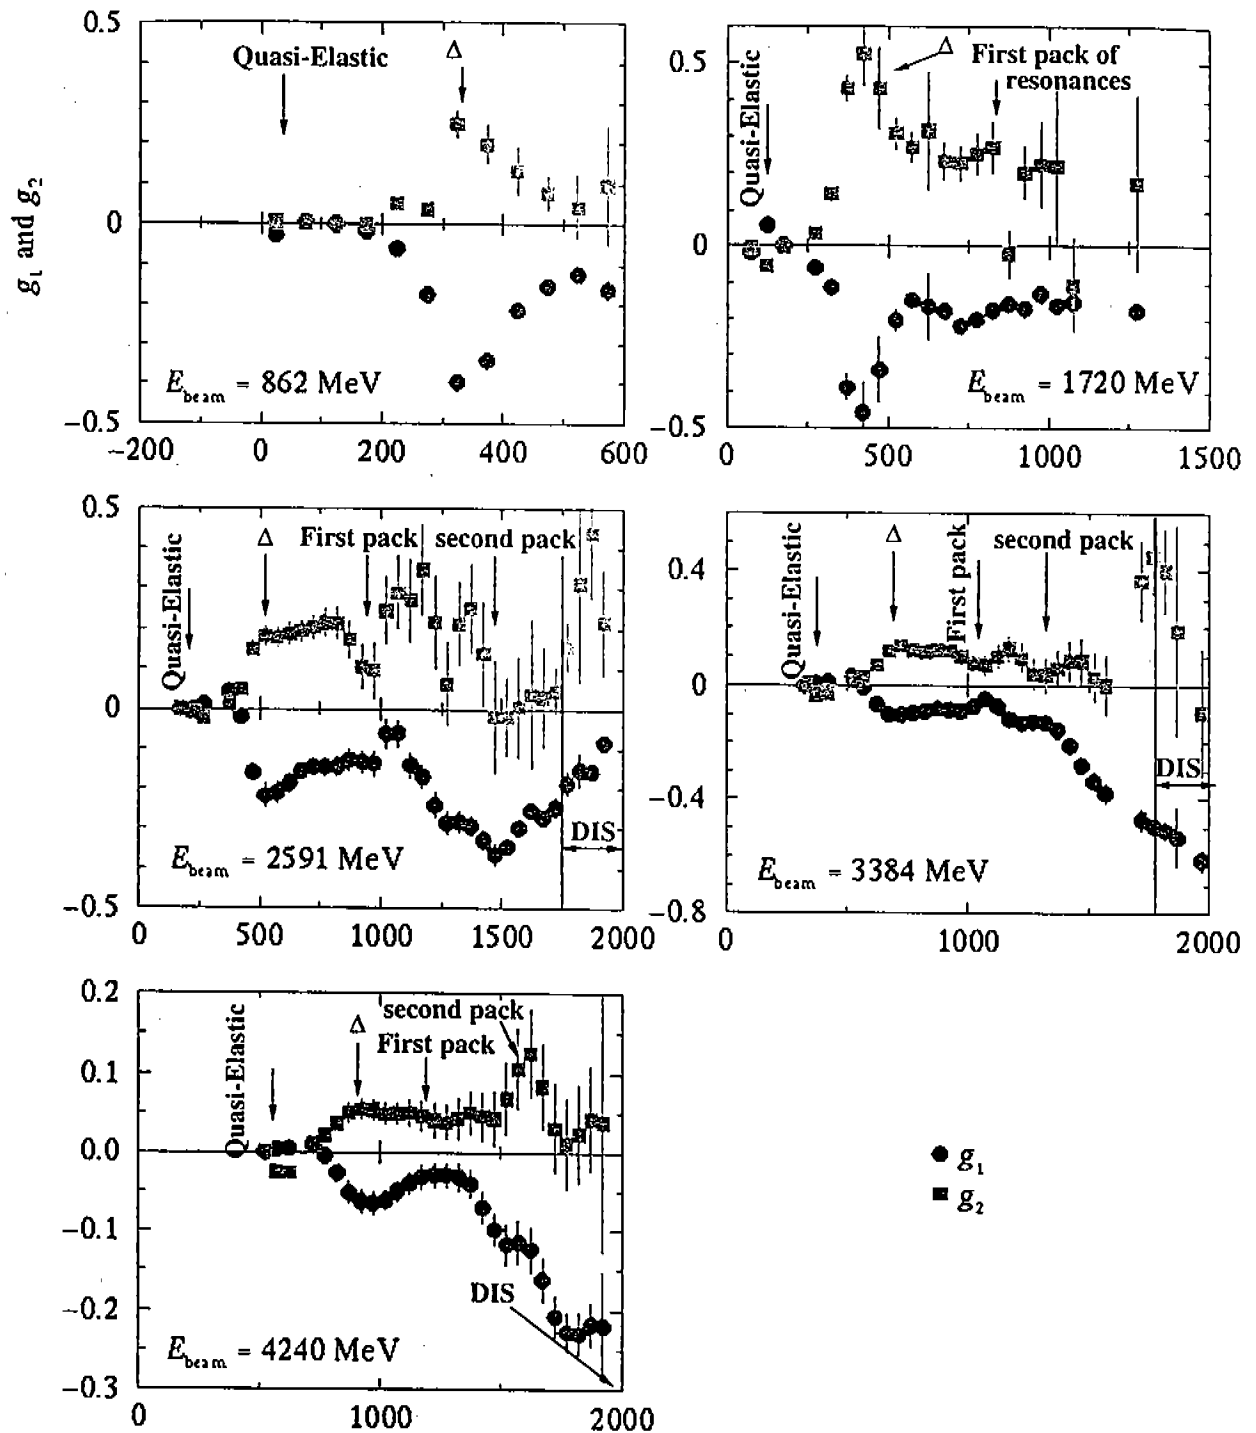 g₁ and g₂
0.5
0
−0.5
Quasi-Elastic
Δ
E_beam = 862 MeV
−200 0 200 400 600
0.5
0
−0.5
Quasi-Elastic
Δ
First pack of
resonances
E_beam = 1720 MeV
0 500 1000 1500
0.5
0
−0.5
Quasi-Elastic
Δ
First pack
second pack
DIS
E_beam = 2591 MeV
0 500 1000 1500 2000
0.4
0
−0.4
−0.8
Quasi-Elastic
Δ
First pack
second pack
DIS
E_beam = 3384 MeV
0 1000 2000
0.2
0.1
0.0
−0.1
−0.2
−0.3
Quasi-Elastic
Δ
second pack
First pack
DIS
E_beam = 4240 MeV
0 1000 2000
g₁
g₂